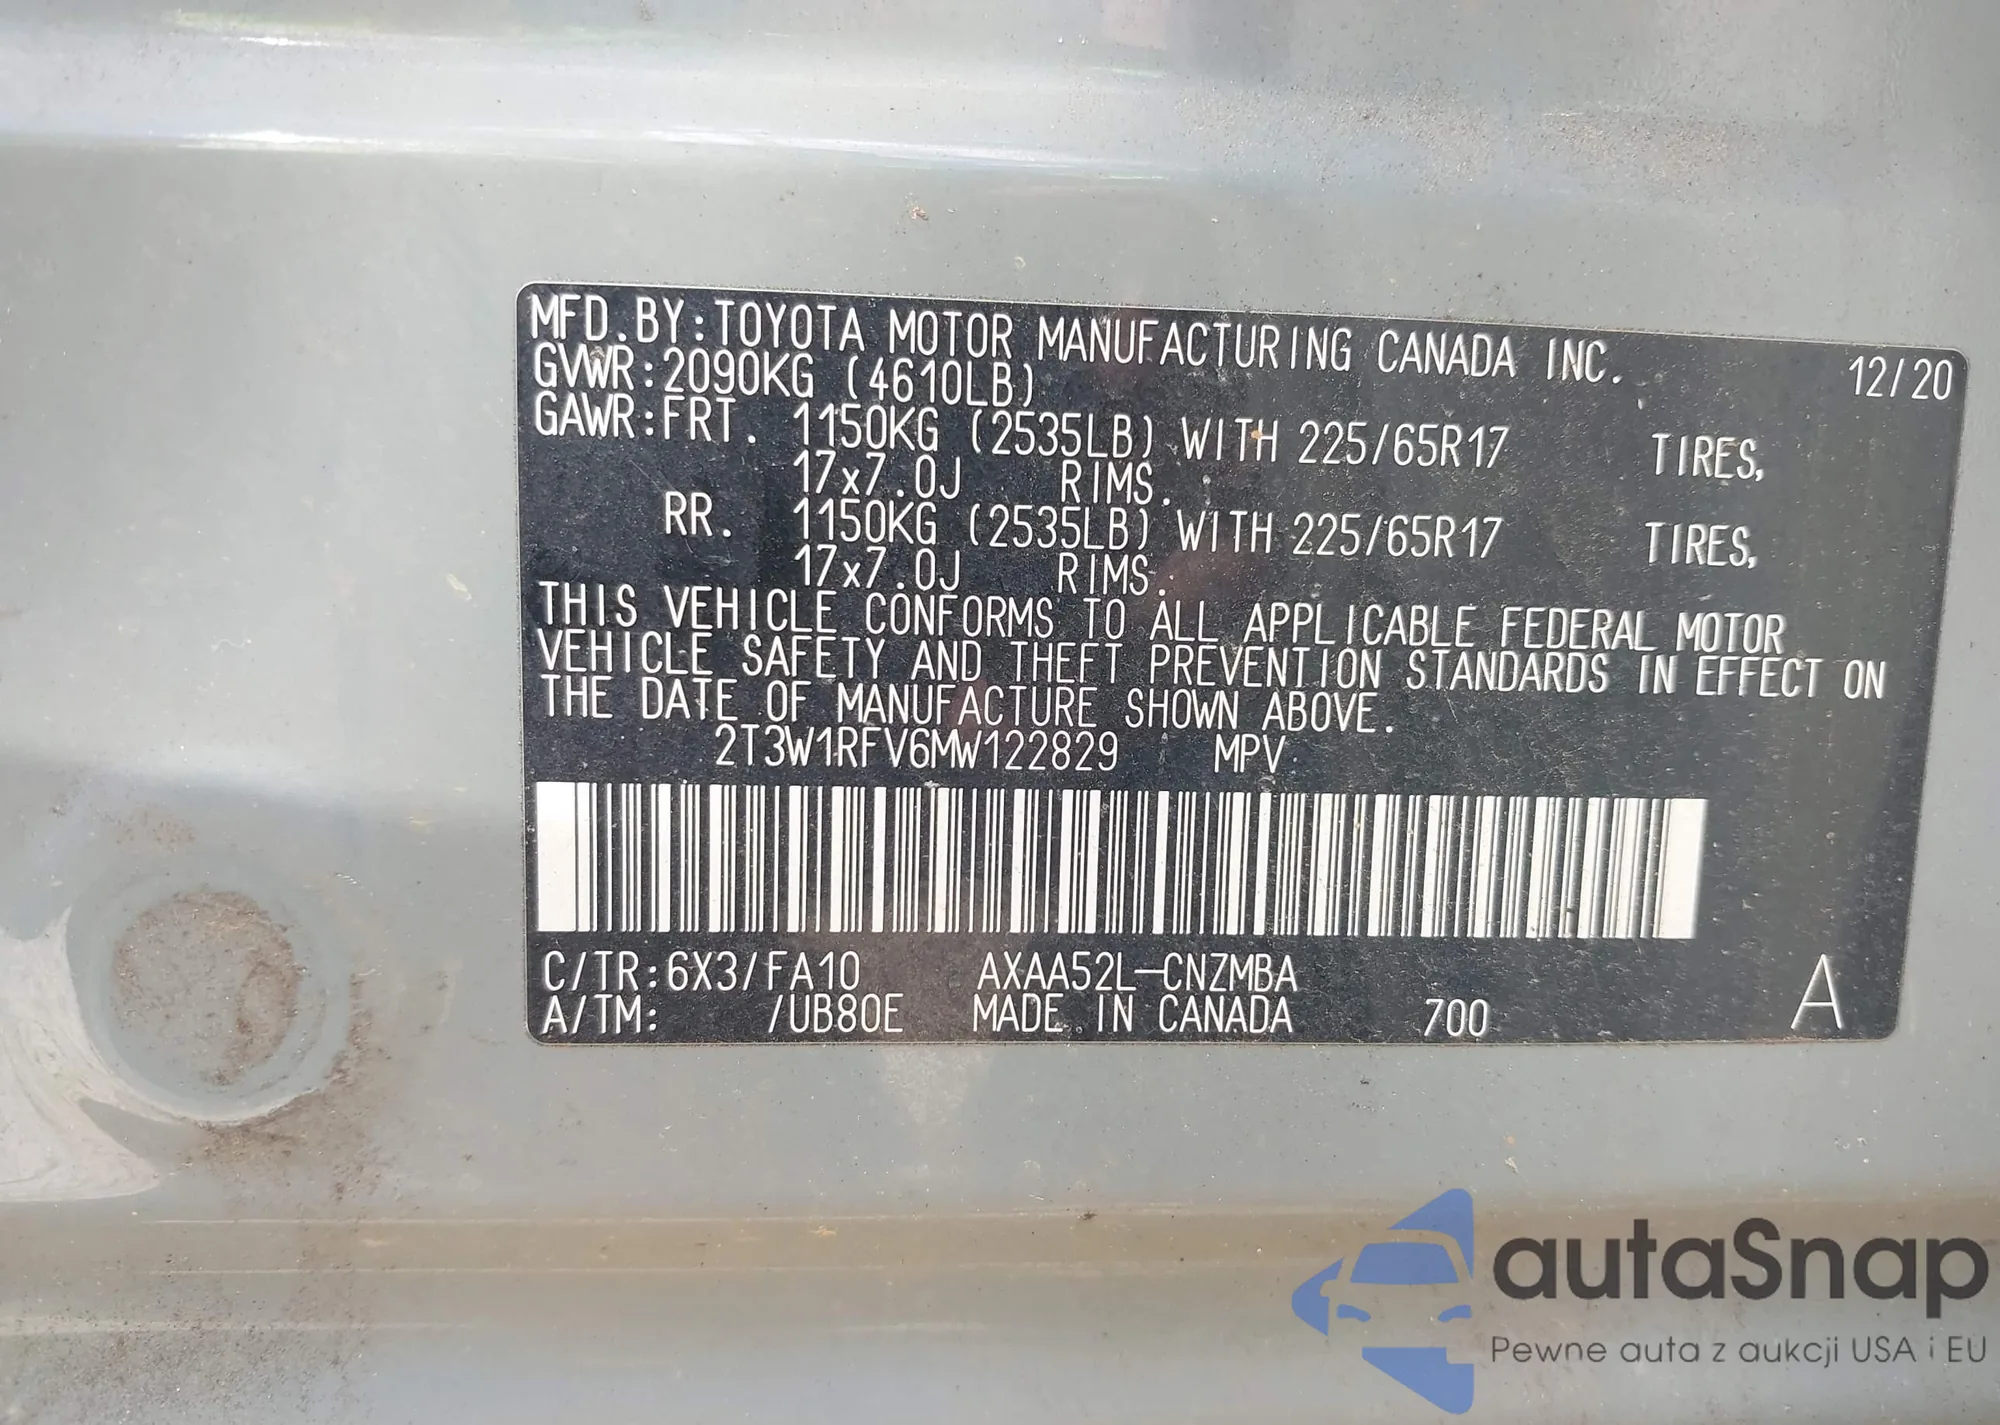 MFD.BY:TOYOTA MOTOR MANUFACTURING CANADA INC. 12/20
GVWR:2090KG (4610LB)
GAWR:FRT. 1150KG (2535LB) WITH 225/65R17 TIRES,
17x7.0J RIMS.
RR. 1150KG (2535LB) WITH 225/65R17 TIRES,
17x7.0J RIMS.
THIS VEHICLE CONFORMS TO ALL APPLICABLE FEDERAL MOTOR
VEHICLE SAFETY AND THEFT PREVENTION STANDARDS IN EFFECT ON
THE DATE OF MANUFACTURE SHOWN ABOVE.
2T3W1RFV6MW122829 MPV
C/TR:6X3/FA10 AXAA52L-CNZMBA A
A/TM: /UB80E MADE IN CANADA 700
autaSnap
Pewne auta z aukcji USA i EU